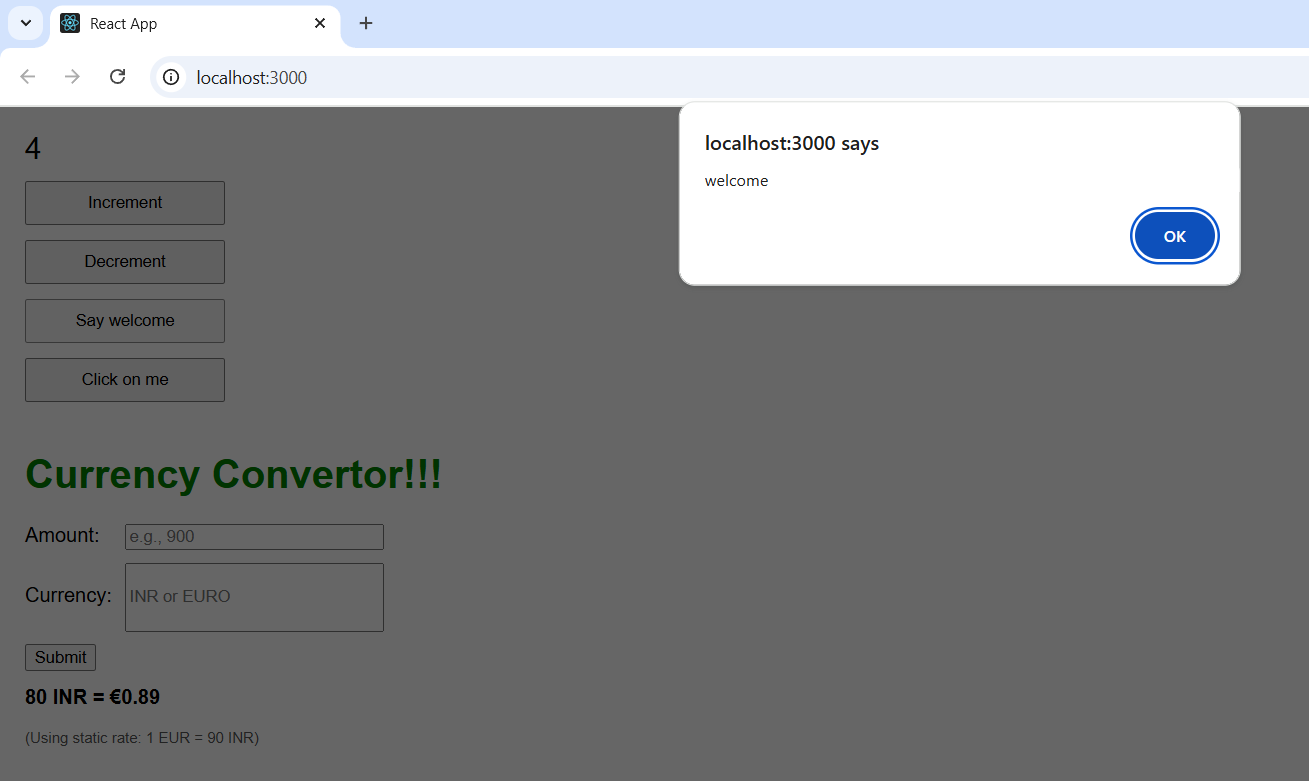 React App
localhost:3000
localhost:3000 says
welcome
OK
4
Increment
Decrement
Say welcome
Click on me
Currency Convertor!!!
Amount: e.g., 900
Currency: INR or EURO
Submit
80 INR = €0.89
(Using static rate: 1 EUR = 90 INR)